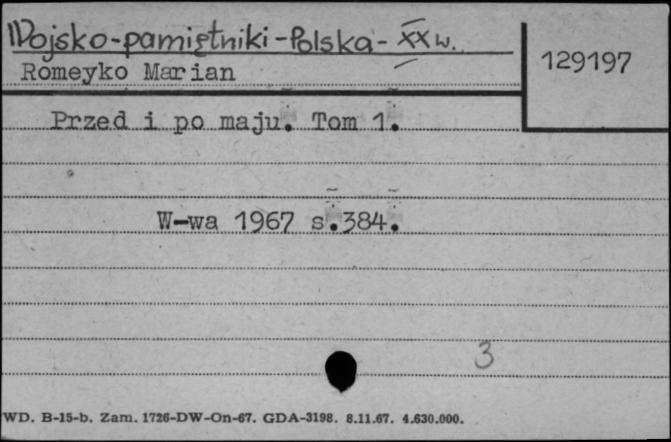 Wojsko-pamiętniki-Polska-XX w.
Romeyko Marian
129197
Przed i po maju. Tom 1.
W-wa 1967 s.384.
3
WD. B-15-b. Zam. 1726-DW-On-67. GDA-3198. 8.11.67. 4.630.000.